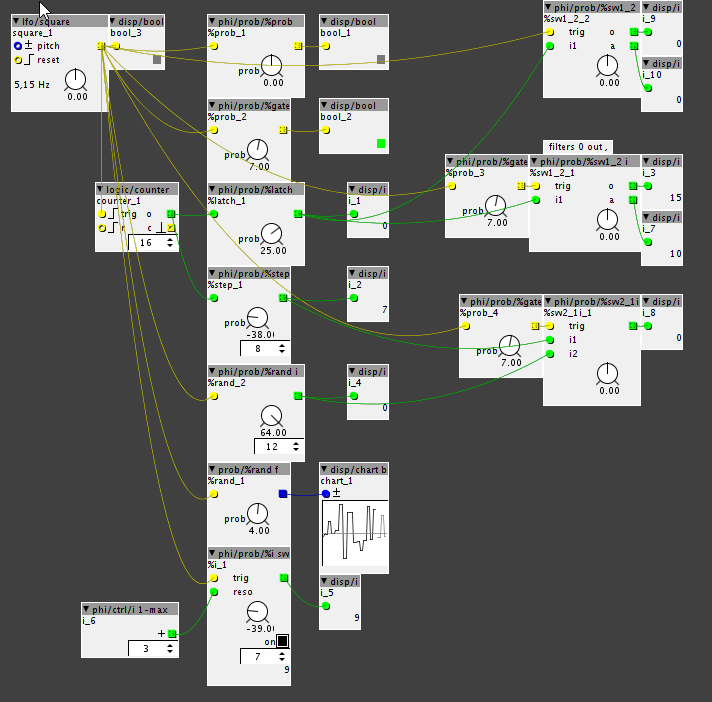 lfo/square
square_1
pitch
reset
5,15 Hz
0.00
disp/bool
bool_3
phi/prob/%prob
%prob_1
prob
0.00
disp/bool
bool_1
phi/prob/%sw1_2
%sw1_2_2
trig o
i1 a
0.00
disp/i
i_9
0
disp/i
i_10
0
phi/prob/%gate
%prob_2
prob
7.00
disp/bool
bool_2
filters 0 out ,
logic/counter
counter_1
trig o
r c
16
phi/prob/%latch
%latch_1
prob
25.00
disp/i
i_1
0
phi/prob/%gate
%prob_3
prob
7.00
phi/prob/%sw1_2 i
%sw1_2_1
trig o
i1 a
0.00
disp/i
i_3
15
disp/i
i_7
10
phi/prob/%step
%step_1
prob
-38.0
8
disp/i
i_2
7
phi/prob/%gate
%prob_4
prob
7.00
phi/prob/%sw2_1i
%sw2_1i_1
trig
i1
i2
0.00
disp/i
i_8
0
phi/prob/%rand i
%rand_2
64.00
12
disp/i
i_4
0
prob/%rand f
%rand_1
prob
4.00
disp/chart b
chart_1
phi/prob/%i sw
%i_1
trig
reso
-39.0
on
7
9
disp/i
i_5
9
phi/ctrl/i 1-max
i_6
+
3